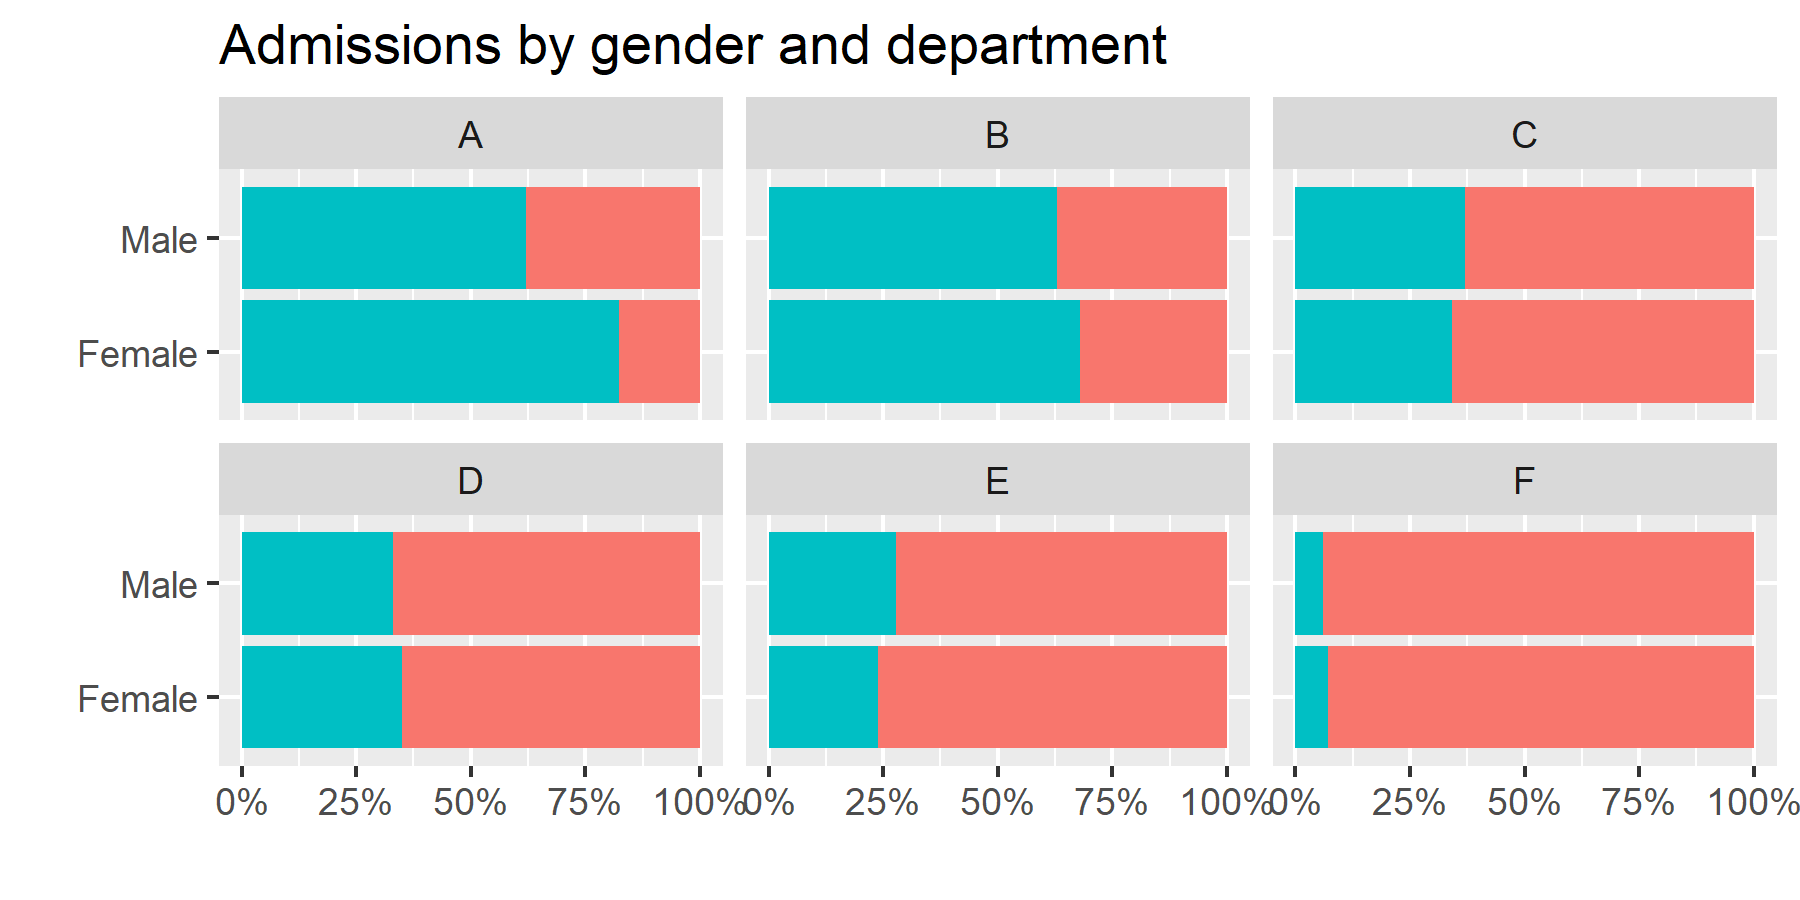 Admissions by gender and department
A B C
Male
Female
D E F
Male
Female
0% 25% 50% 75% 100% 0% 25% 50% 75% 100% 0% 25% 50% 75% 100%